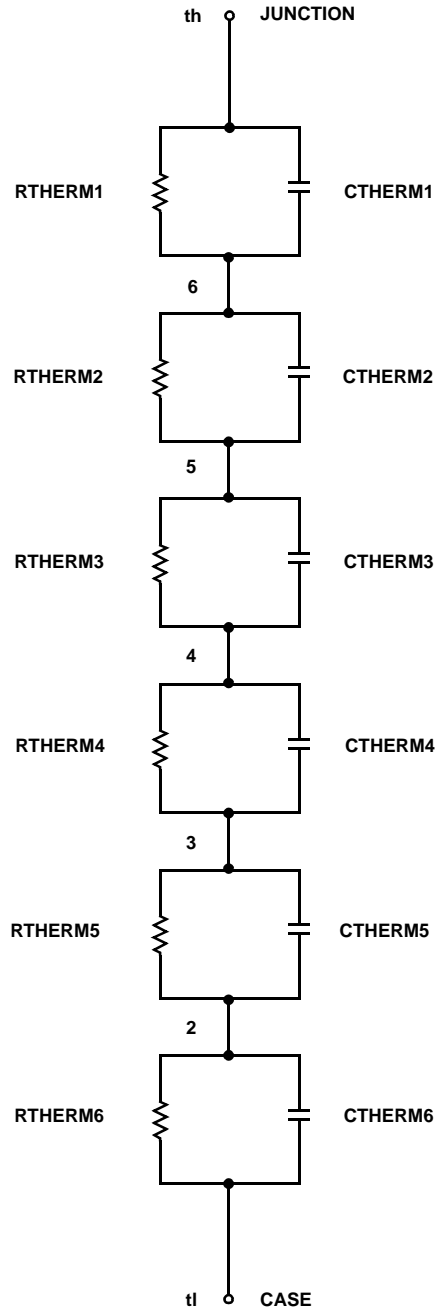 th JUNCTION
RTHERM1 CTHERM1
6
RTHERM2 CTHERM2
5
RTHERM3 CTHERM3
4
RTHERM4 CTHERM4
3
RTHERM5 CTHERM5
2
RTHERM6 CTHERM6
tl CASE